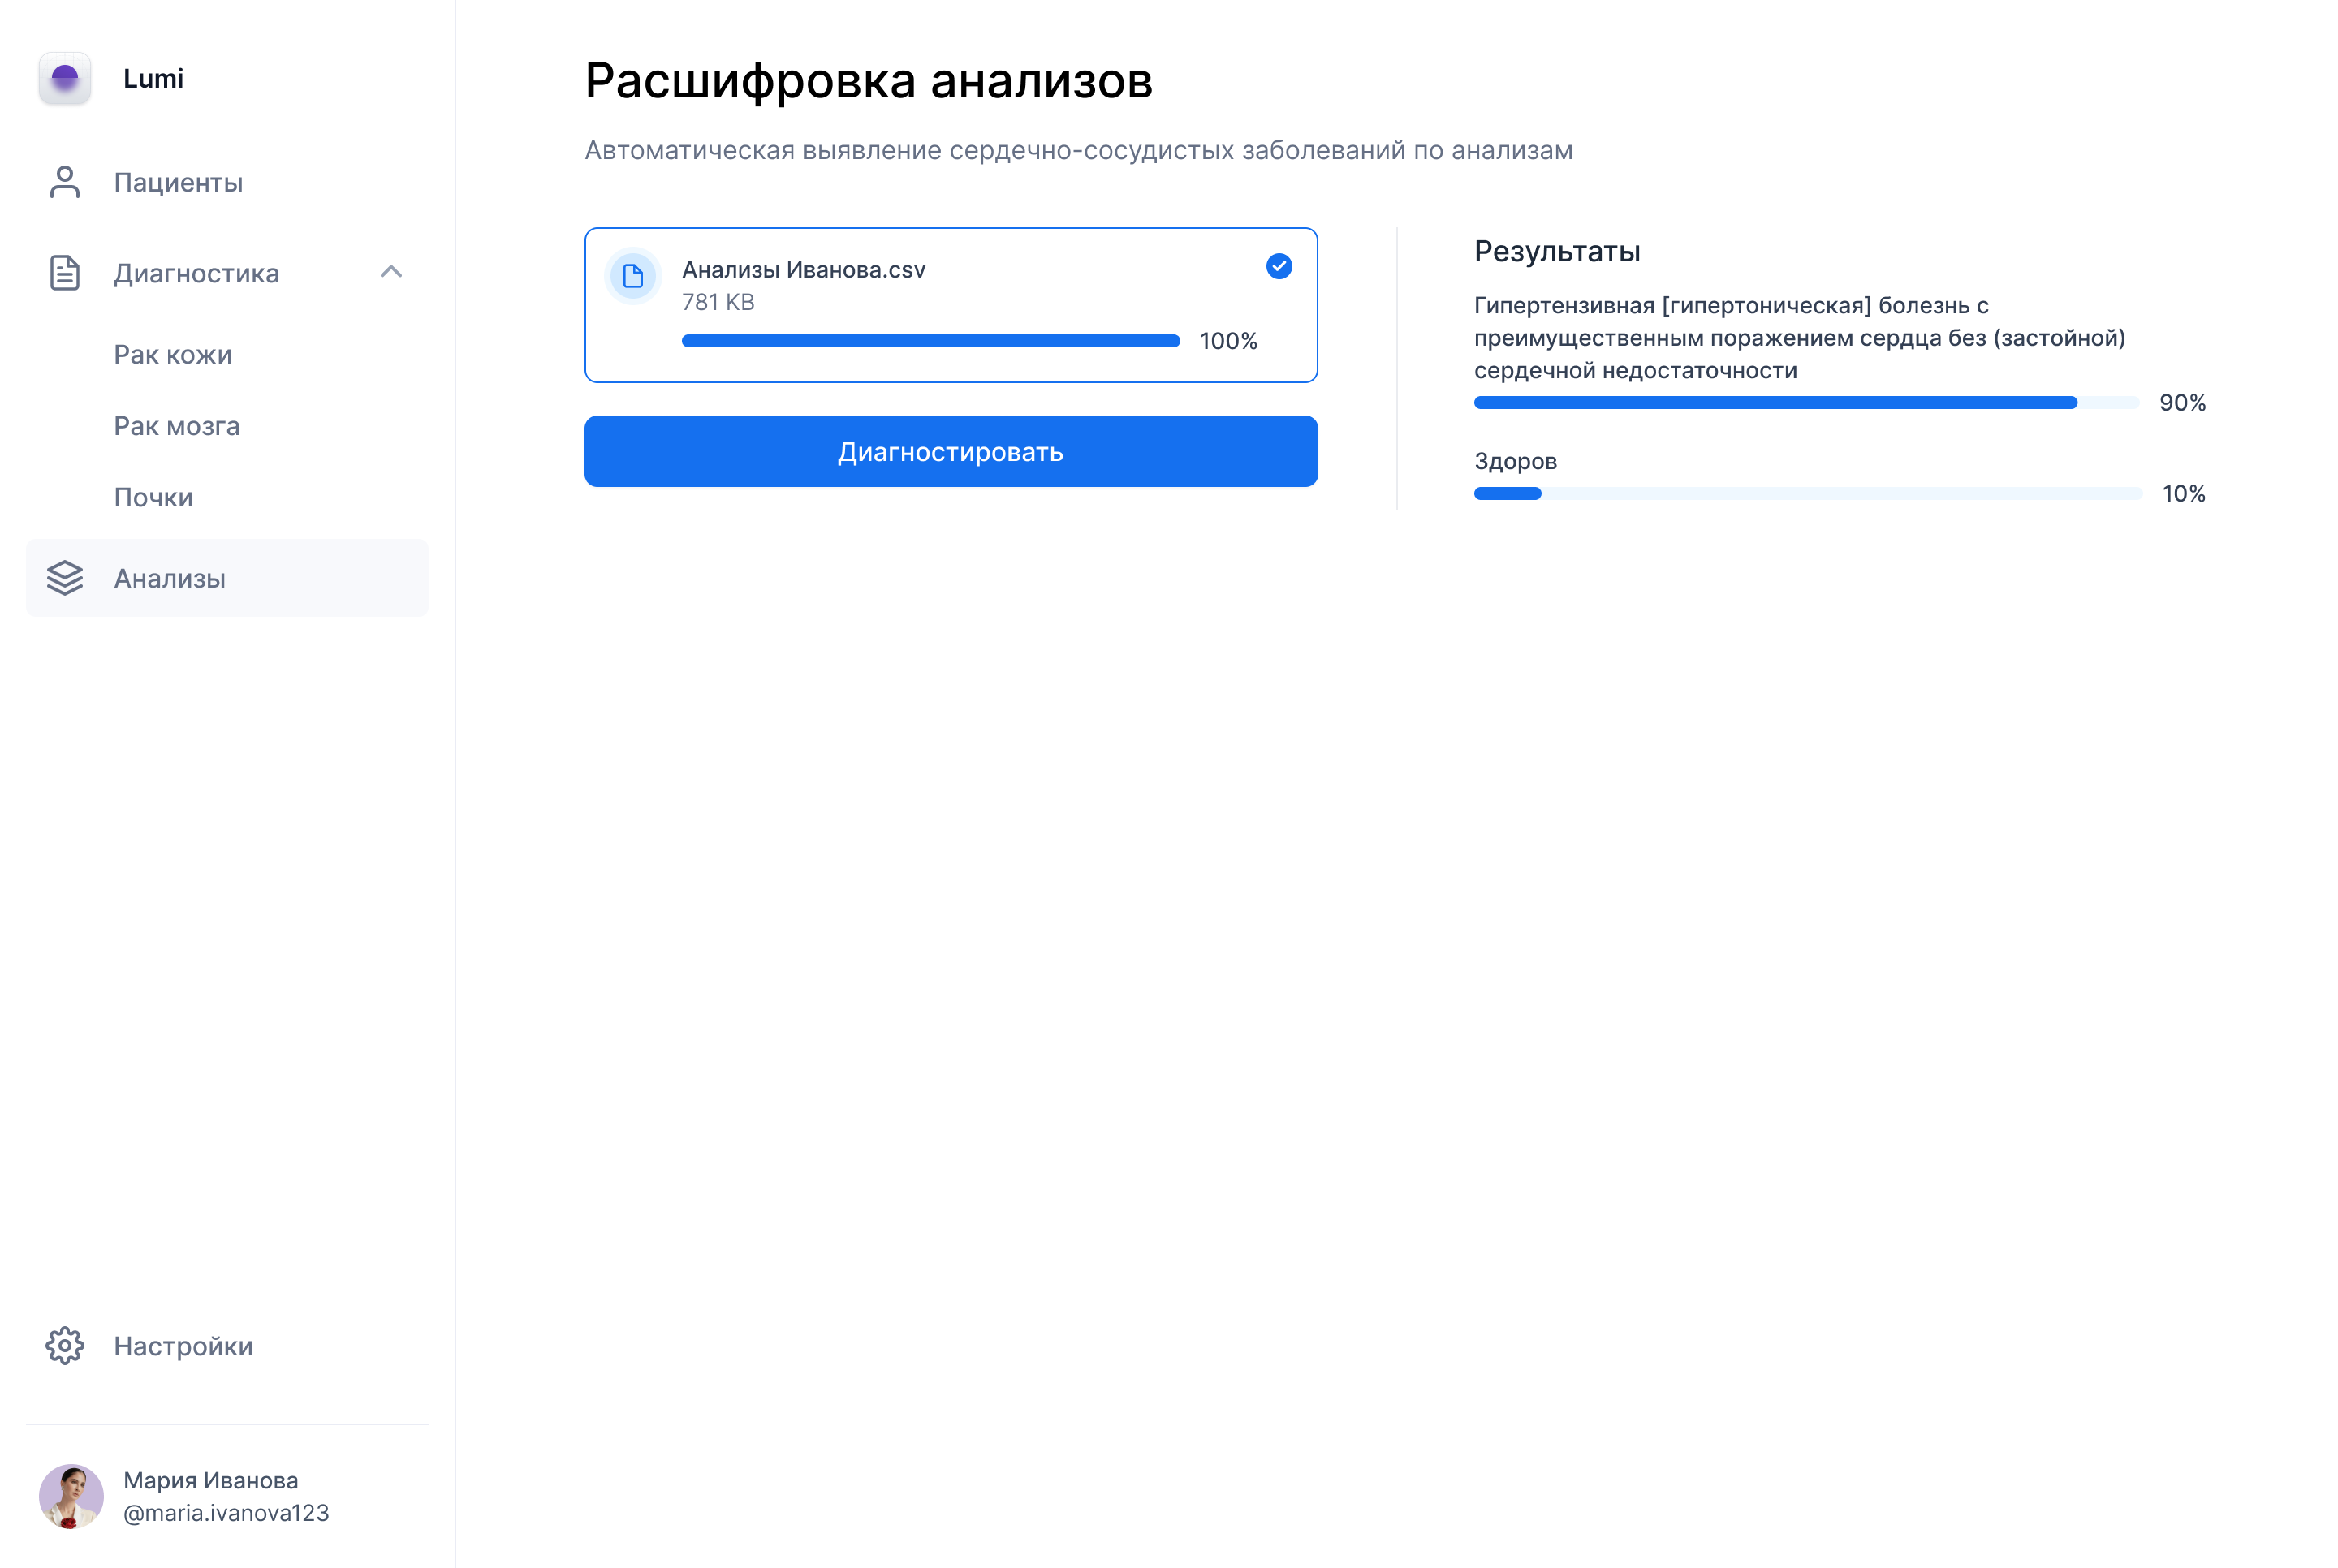 Lumi
Пациенты
Диагностика
Рак кожи
Рак мозга
Почки
Анализы
Настройки
Мария Иванова
@maria.ivanova123
Расшифровка анализов
Автоматическая выявление сердечно-сосудистых заболеваний по анализам
Анализы Иванова.csv
781 KB
100%
Диагностировать
Результаты
Гипертензивная [гипертоническая] болезнь с
преимущественным поражением сердца без (застойной)
сердечной недостаточности
90%
Здоров
10%